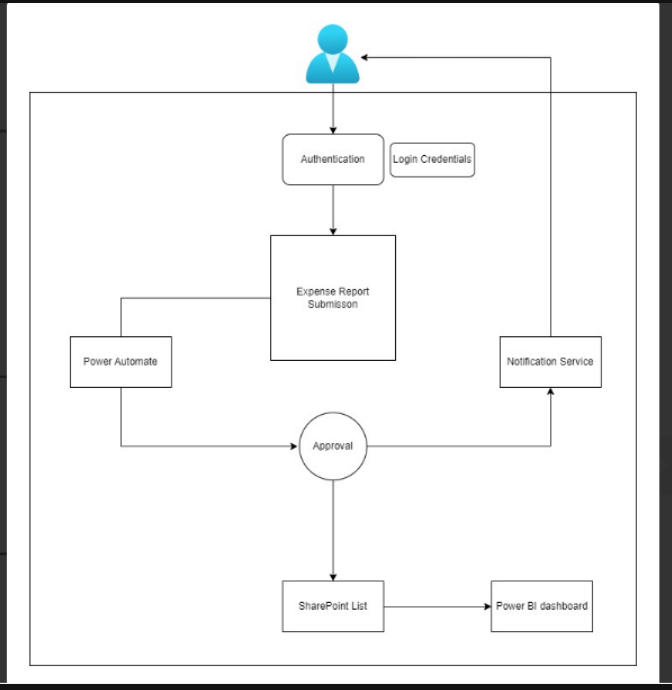 Authentication
Login Credentials
Expense Report
Submisson
Power Automate
Notification Service
Approval
SharePoint List
Power BI dashboard